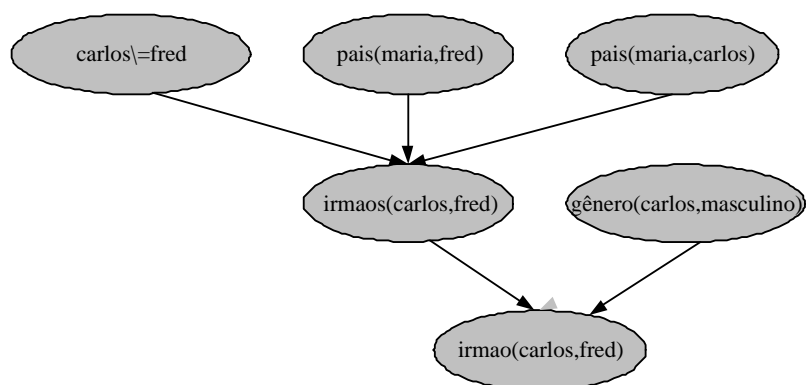 carlos\=fred
pais(maria,fred)
pais(maria,carlos)
irmaos(carlos,fred)
gênero(carlos,masculino)
irmao(carlos,fred)